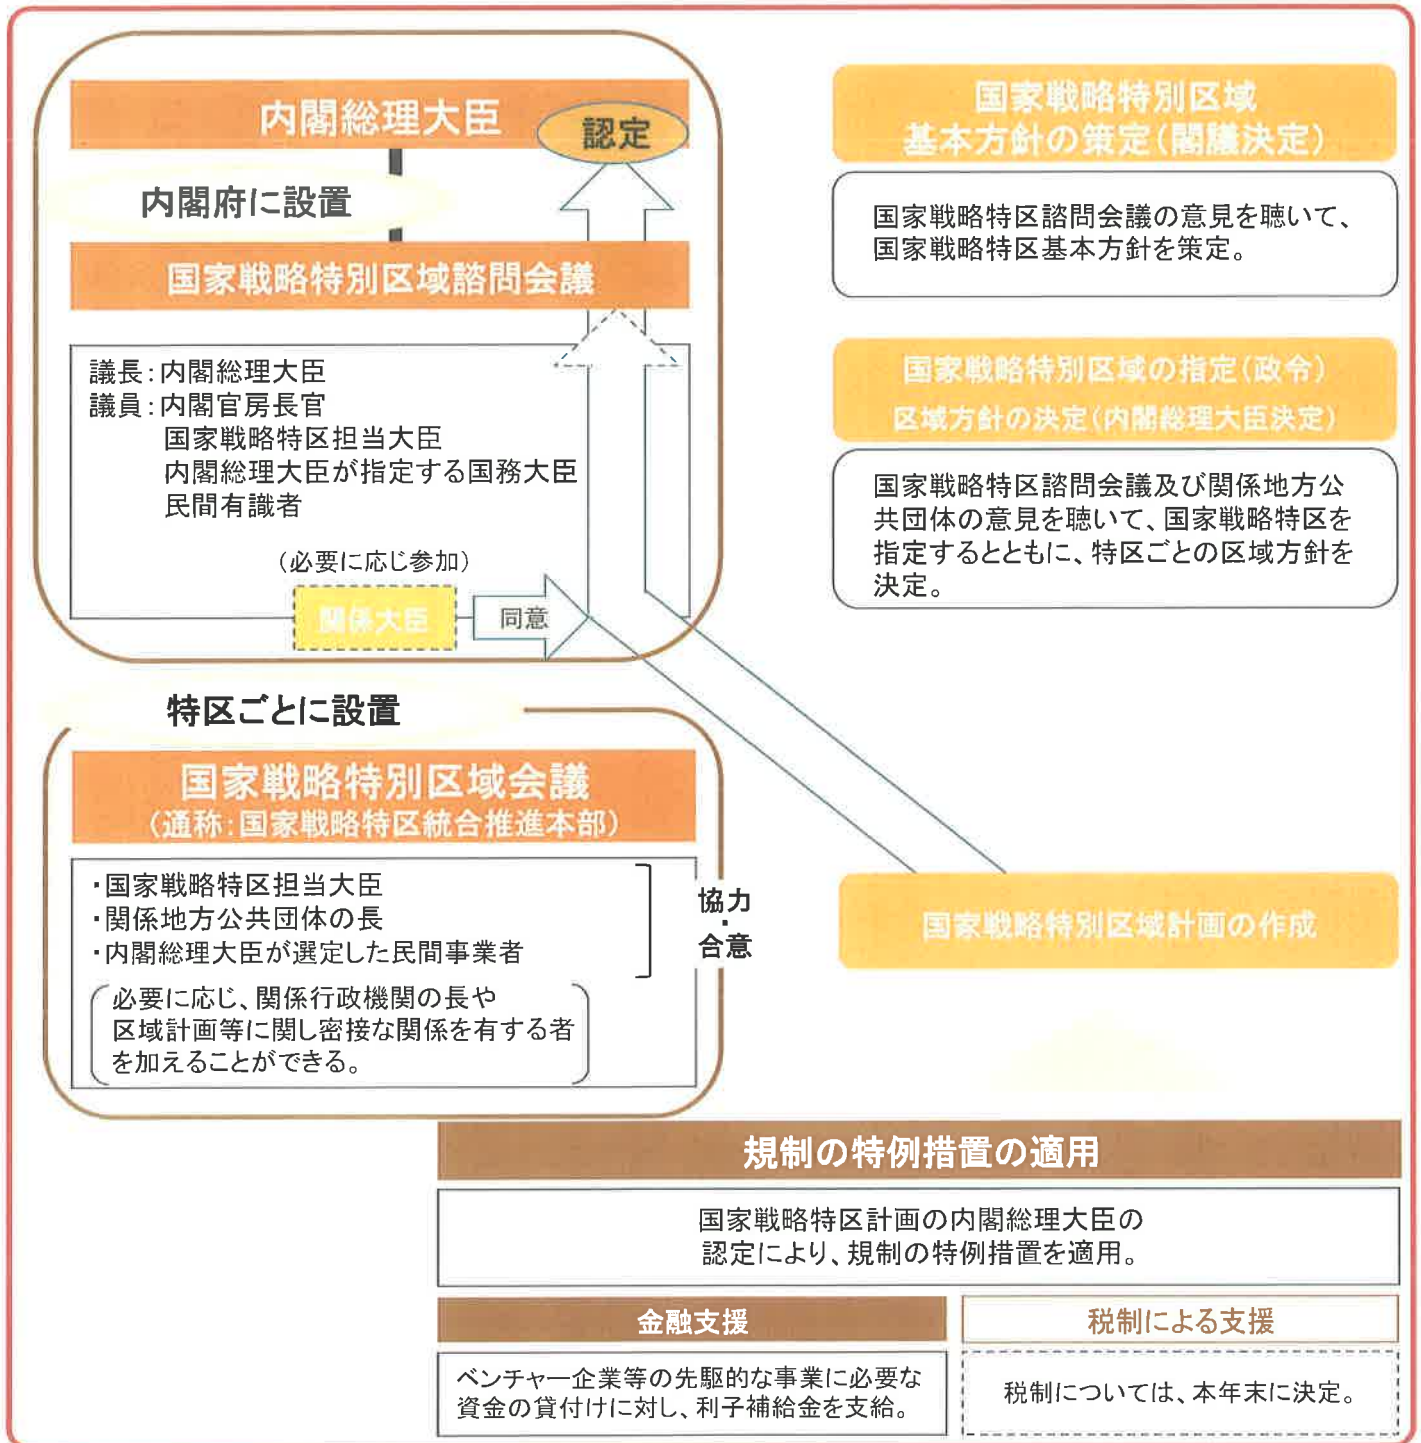 内閣総理大臣
認定
内閣府に設置
国家戦略特別区域諮問会議
議長：内閣総理大臣
議員：内閣官房長官
国家戦略特区担当大臣
内閣総理大臣が指定する国務大臣
民間有識者
（必要に応じ参加）
関係大臣
同意
特区ごとに設置
国家戦略特別区域会議
（通称：国家戦略特区統合推進本部）
・国家戦略特区担当大臣
・関係地方公共団体の長
・内閣総理大臣が選定した民間事業者
協力
・
合意
必要に応じ、関係行政機関の長や
区域計画等に関し密接な関係を有する者
を加えることができる。
国家戦略特別区域
基本方針の策定（閣議決定）
国家戦略特区諮問会議の意見を聴いて、
国家戦略特区基本方針を策定。
国家戦略特別区域の指定（政令）
区域方針の決定（内閣総理大臣決定）
国家戦略特区諮問会議及び関係地方公
共団体の意見を聴いて、国家戦略特区を
指定するとともに、特区ごとの区域方針を
決定。
国家戦略特別区域計画の作成
規制の特例措置の適用
国家戦略特区計画の内閣総理大臣の
認定により、規制の特例措置を適用。
金融支援
ベンチャー企業等の先駆的な事業に必要な
資金の貸付けに対し、利子補給金を支給。
税制による支援
税制については、本年末に決定。